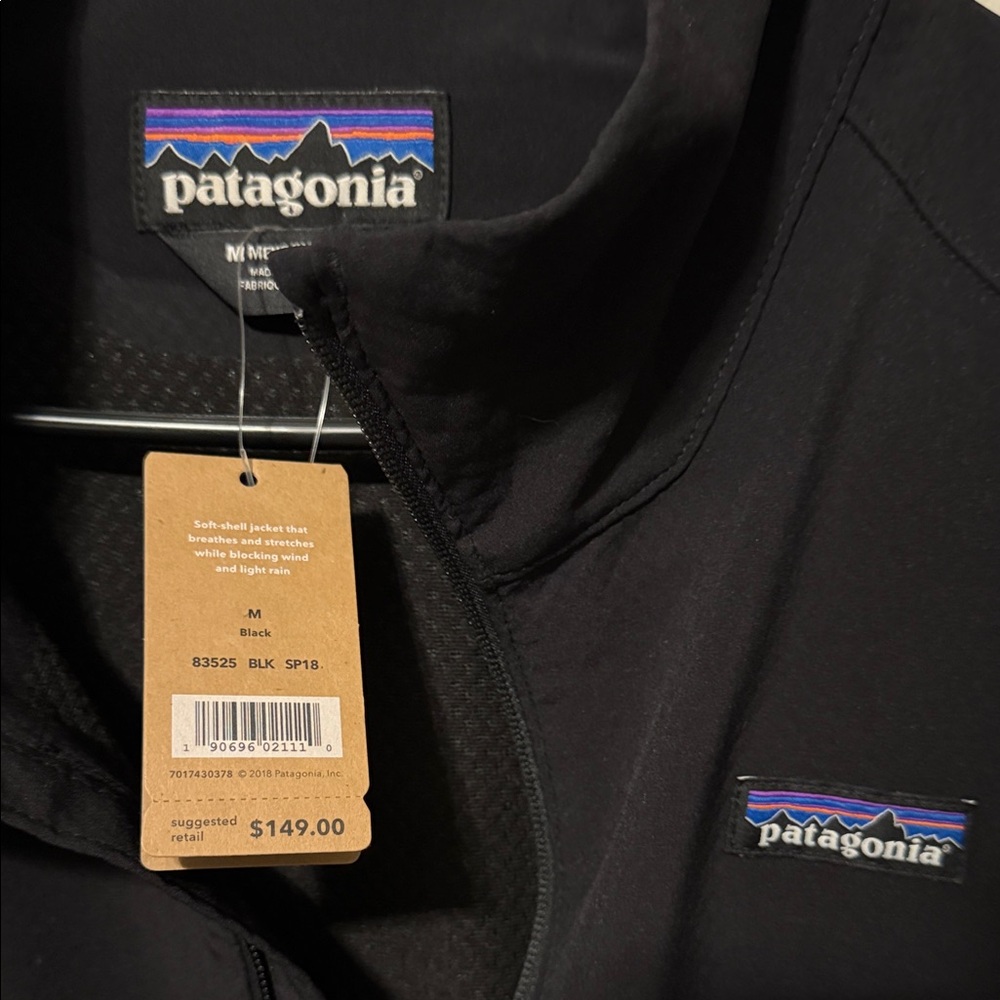 patagonia®
M
Soft-shell jacket that
breathes and stretches
while blocking wind
and light rain
M
Black
83525 BLK SP18
1 90696 02111 0
7017430378 © 2018 Patagonia, Inc.
suggested
retail $149.00
patagonia®